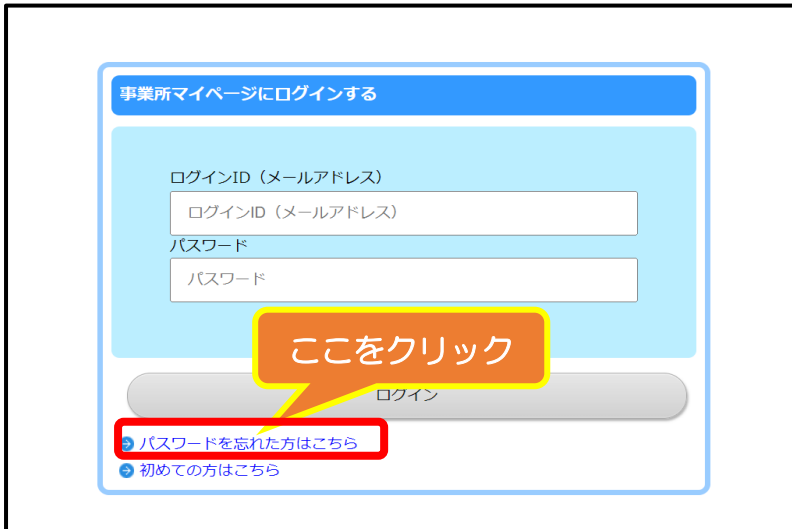 事業所マイページにログインする
ログインID（メールアドレス）
ログインID（メールアドレス）
パスワード
パスワード
ここをクリック
ログイン
パスワードを忘れた方はこちら
初めての方はこちら